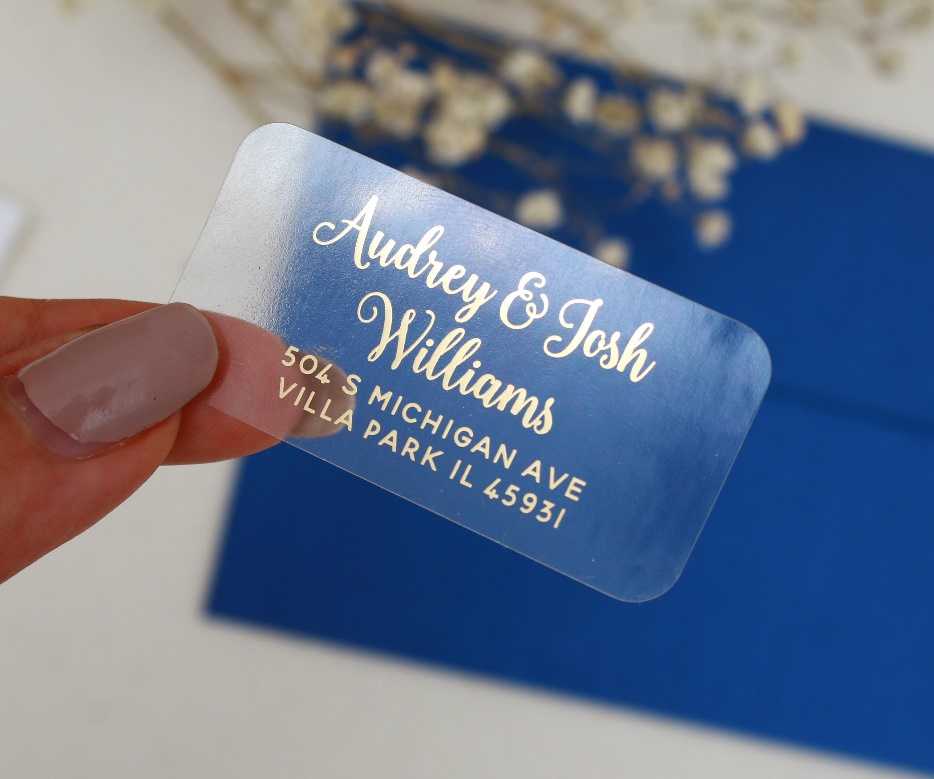 Audrey & Josh
Williams
504 S MICHIGAN AVE
VILLA PARK IL 45931